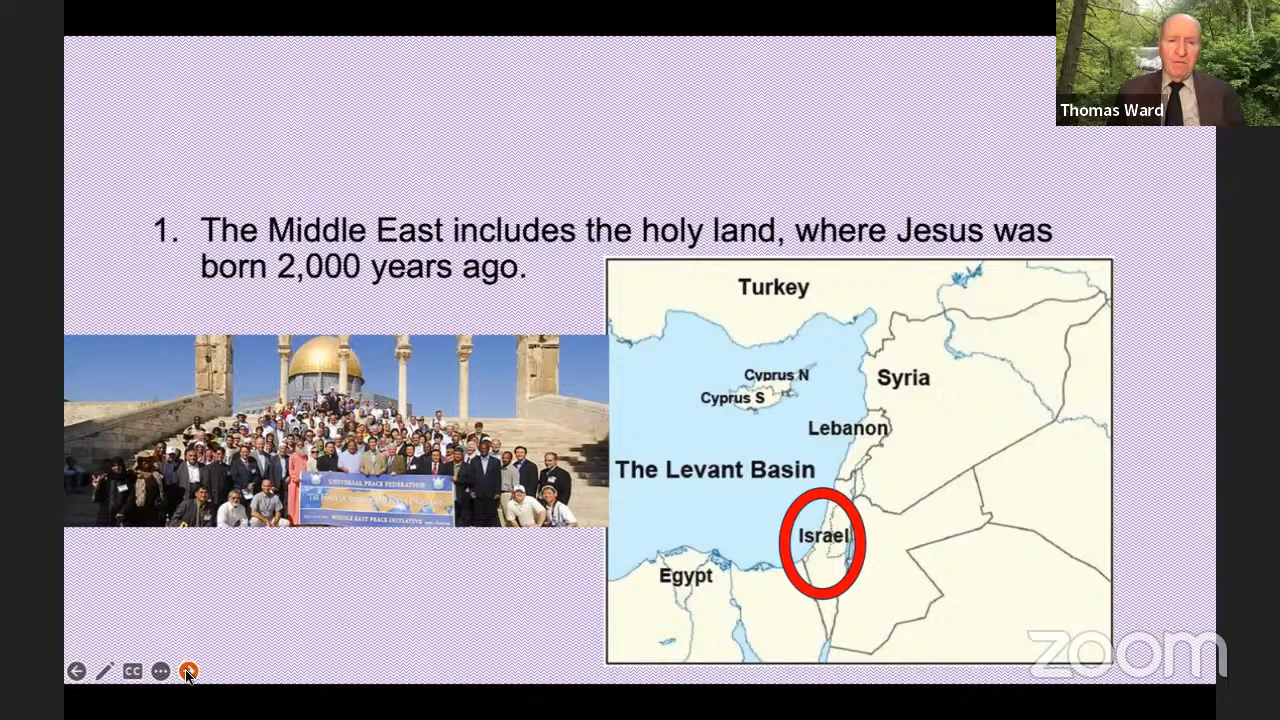 Thomas Ward
1. The Middle East includes the holy land, where Jesus was
born 2,000 years ago.
Turkey
Cyprus N
Cyprus S
Syria
Lebanon
The Levant Basin
Israel
Egypt
UNIVERSAL PEACE FEDERATION
MIDDLE EAST PEACE INITIATIVE
CC
zoom